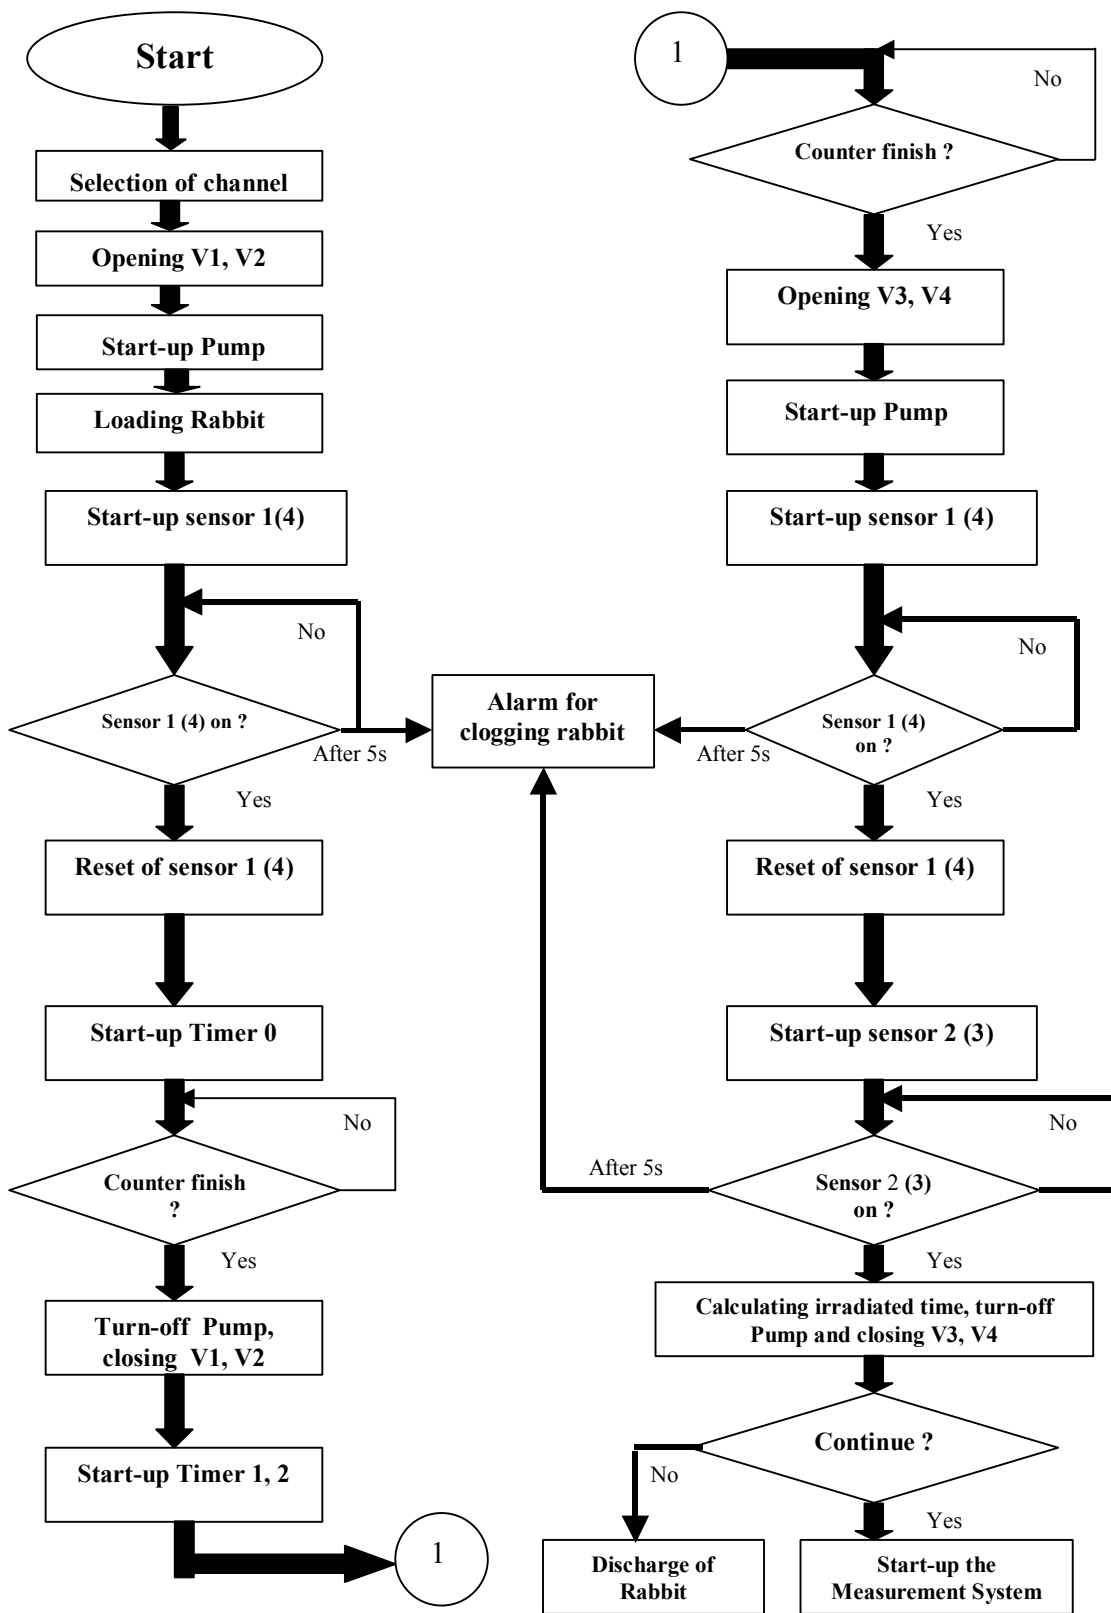 Start
Selection of channel
Opening V1, V2
Start-up Pump
Loading Rabbit
Start-up sensor 1(4)
No
Sensor 1 (4) on ?
After 5s
Yes
Reset of sensor 1 (4)
Start-up Timer 0
No
Counter finish
?
Yes
Turn-off Pump,
closing V1, V2
Start-up Timer 1, 2
1
Alarm for
clogging rabbit
1
No
Counter finish ?
Yes
Opening V3, V4
Start-up Pump
Start-up sensor 1 (4)
No
Sensor 1 (4)
on ?
After 5s
Yes
Reset of sensor 1 (4)
Start-up sensor 2 (3)
No
After 5s
Sensor 2 (3)
on ?
Yes
Calculating irradiated time, turn-off
Pump and closing V3, V4
Continue ?
No
Yes
Discharge of
Rabbit
Start-up the
Measurement System